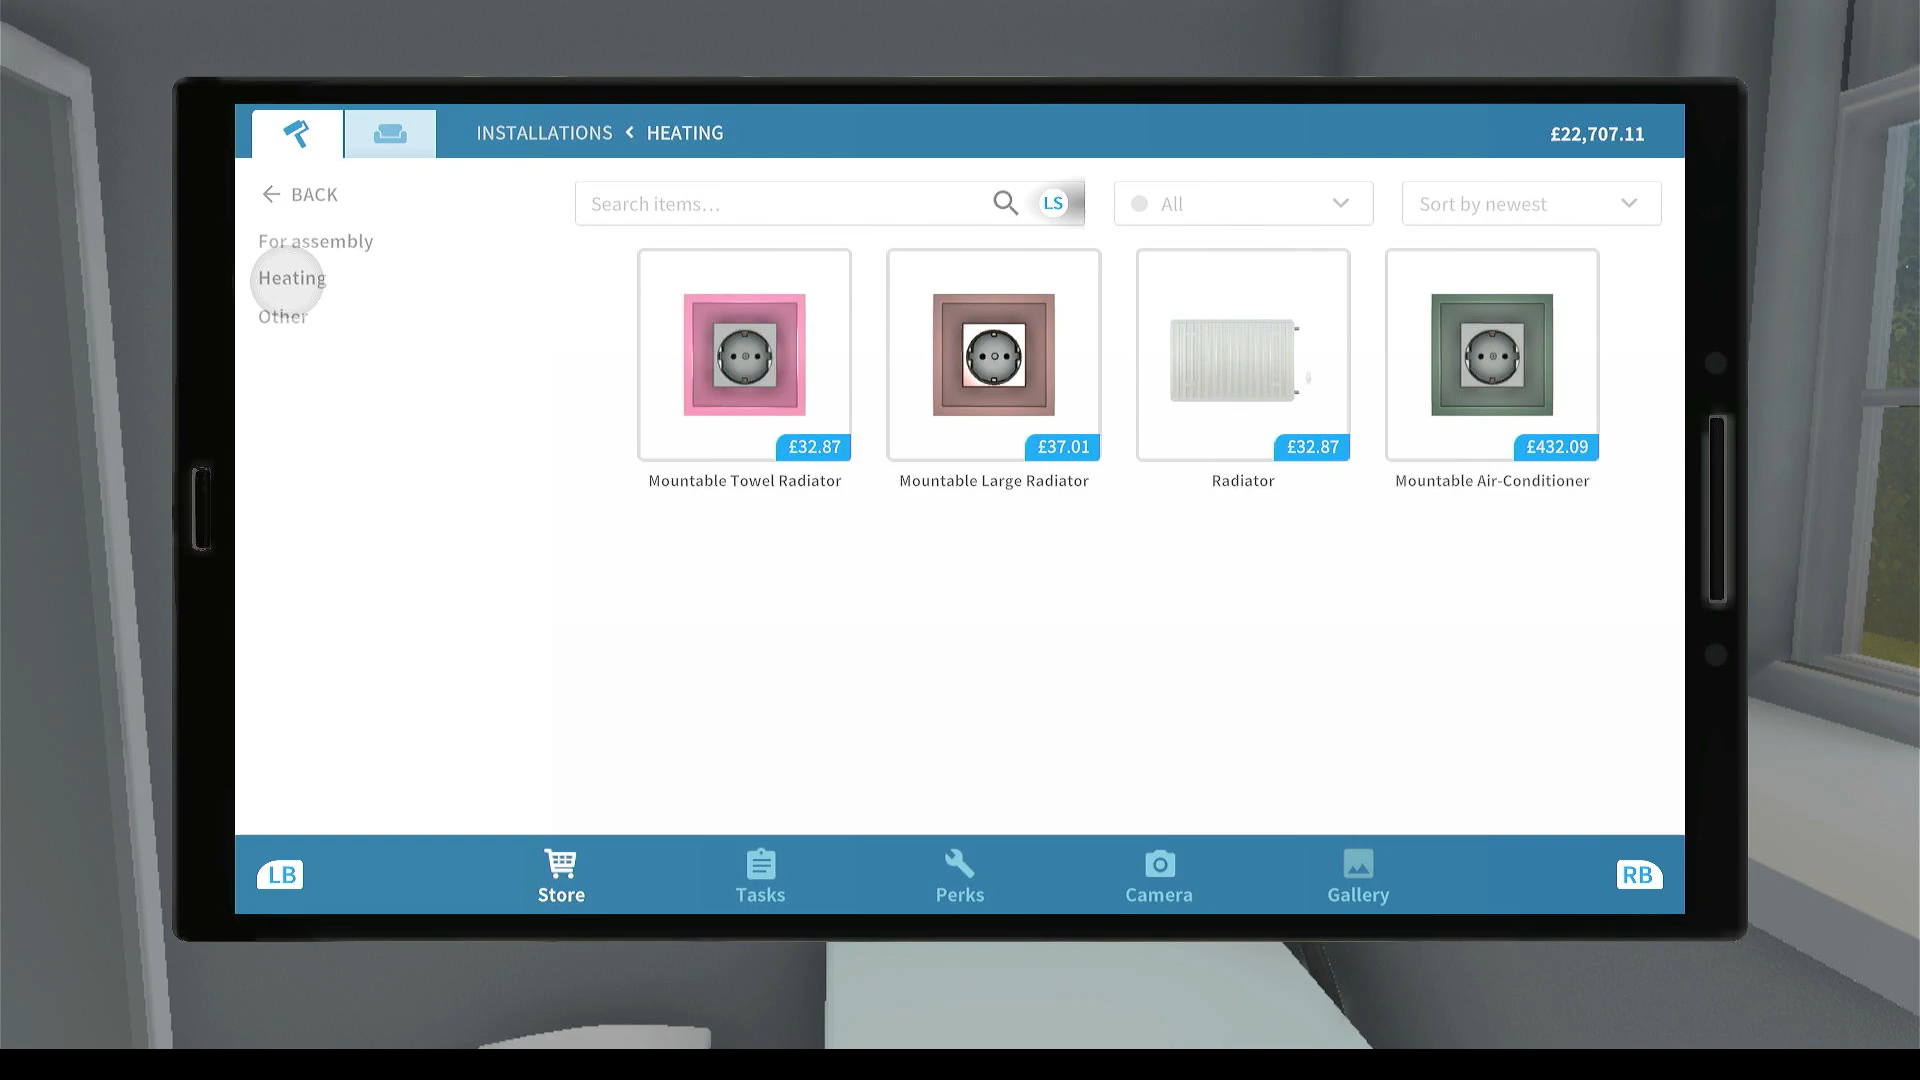 INSTALLATIONS < HEATING
£22,707.11
BACK
Search items...
LS
All
Sort by newest
For assembly
Heating
Other
£32.87
£37.01
£32.87
£432.09
Mountable Towel Radiator
Mountable Large Radiator
Radiator
Mountable Air-Conditioner
LB
Store
Tasks
Perks
Camera
Gallery
RB